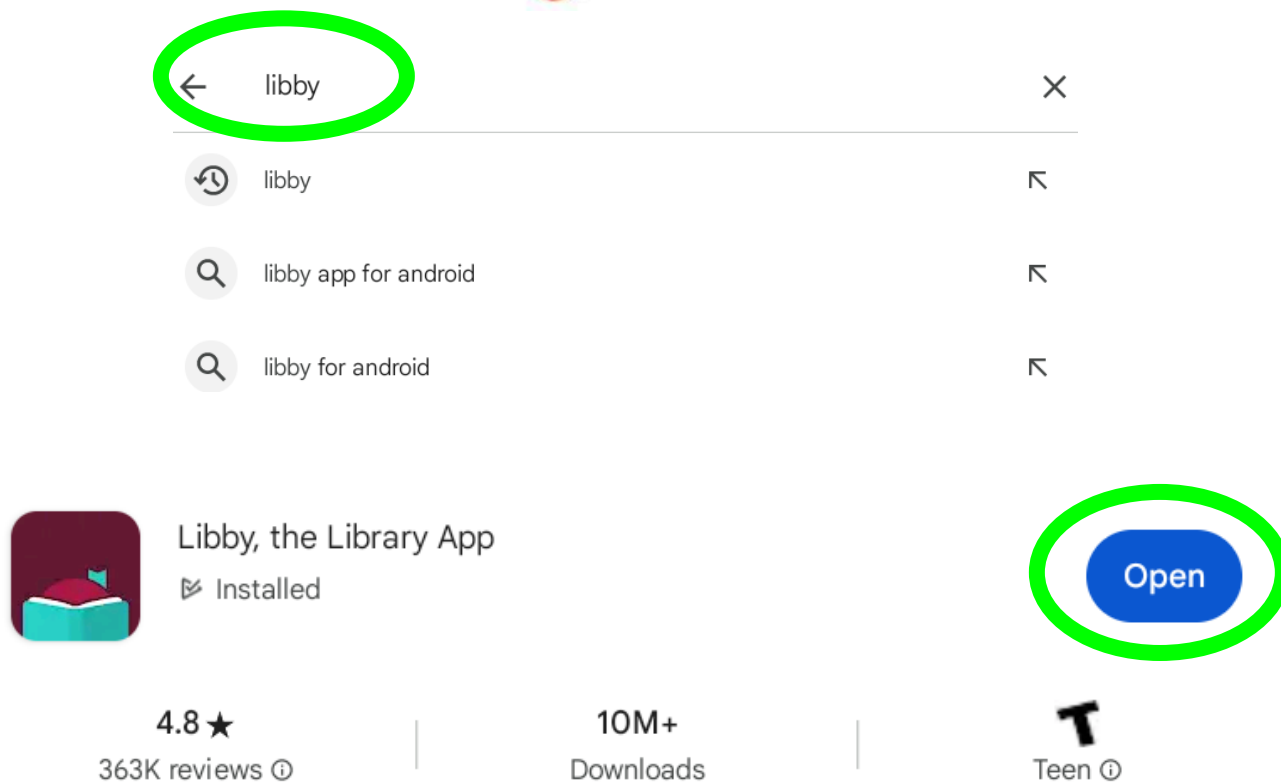 libby
libby
libby app for android
libby for android
Libby, the Library App
Installed
Open
4.8★
363K reviews
10M+
Downloads
T
Teen